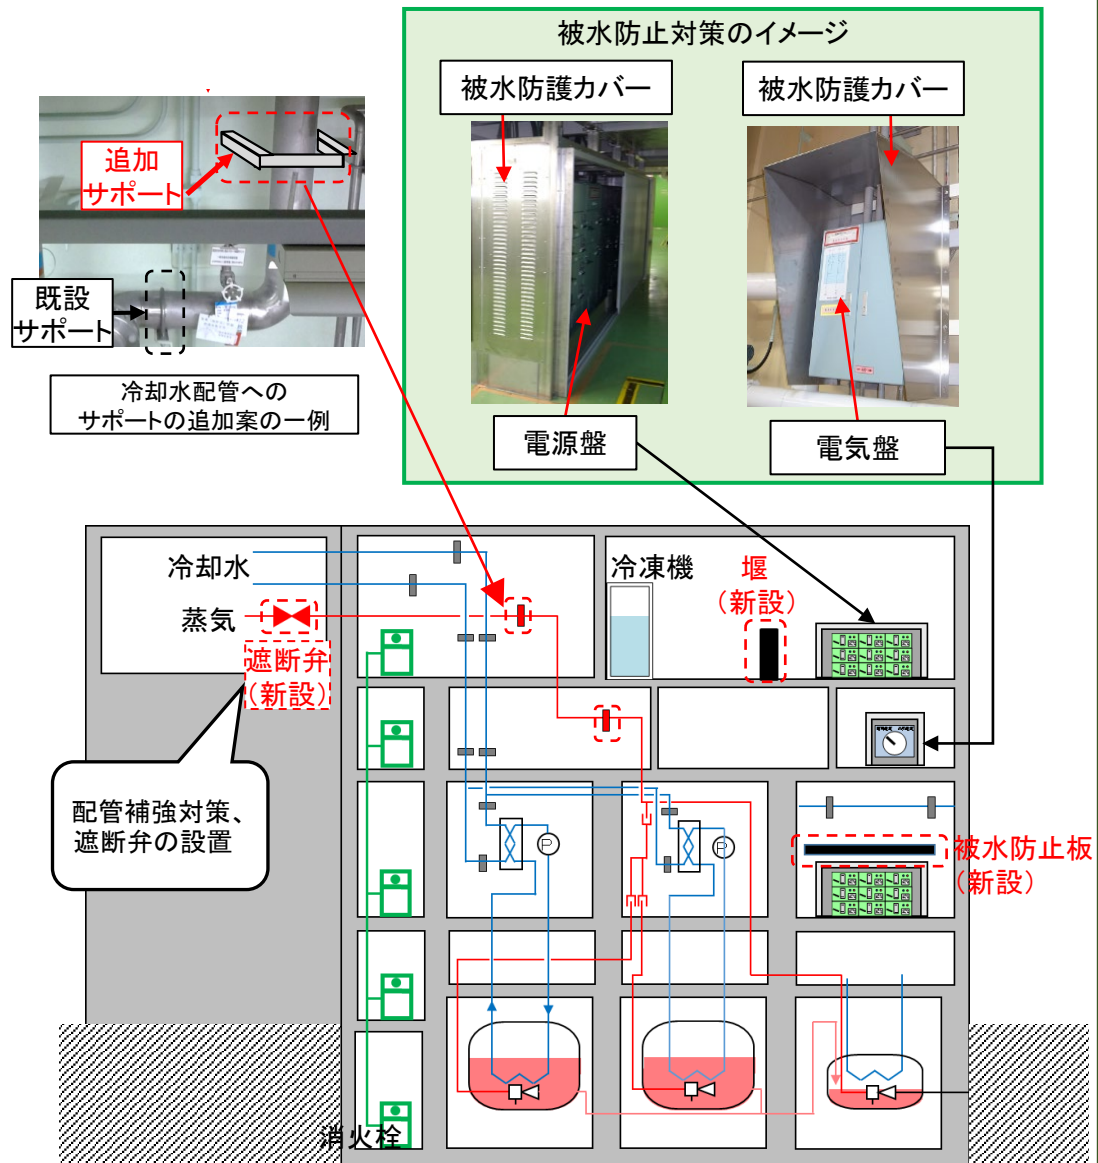 被水防止対策のイメージ
被水防護カバー
被水防護カバー
追加
サポート
既設
サポート
冷却水配管への
サポートの追加案の一例
電源盤
電気盤
冷却水
蒸気
遮断弁
(新設)
冷凍機
堰
(新設)
配管補強対策、
遮断弁の設置
P
P
被水防止板
(新設)
消火栓